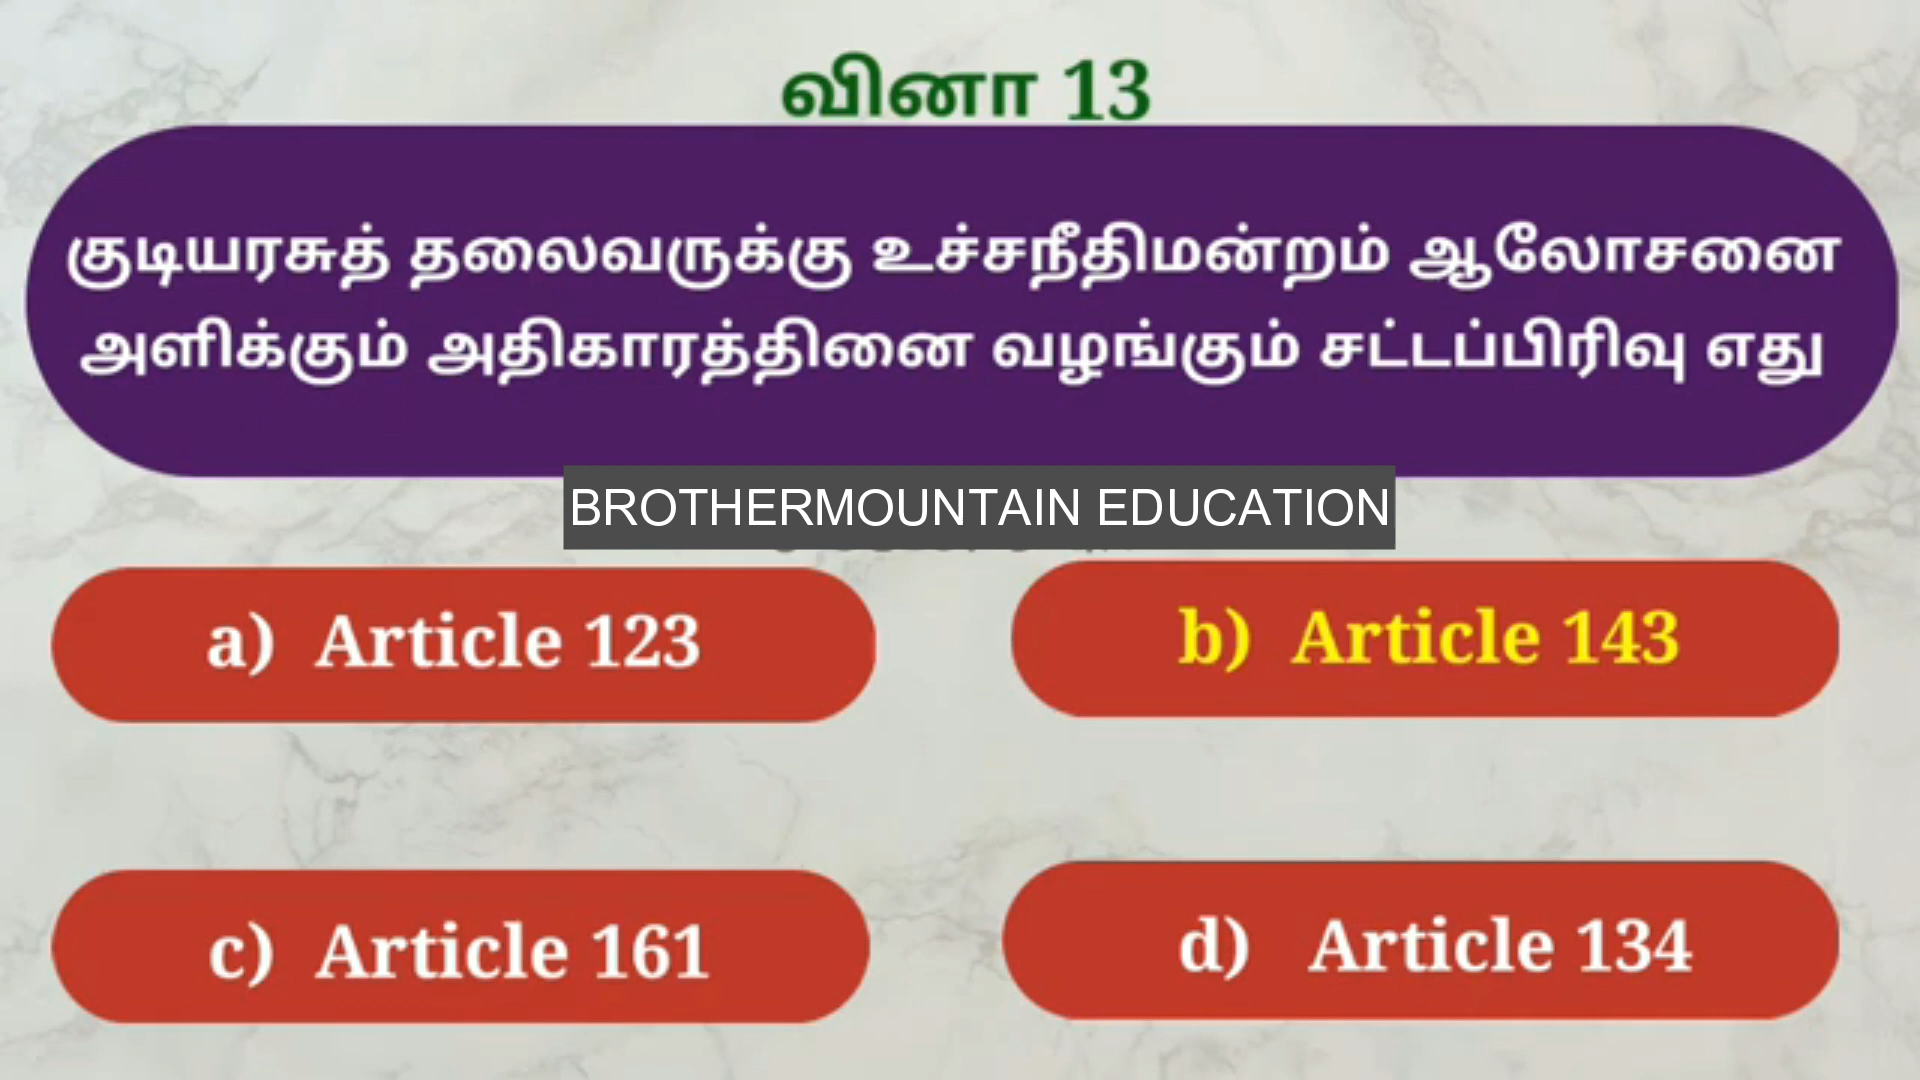 வினா 13
குடியரசுத் தலைவருக்கு உச்சநீதிமன்றம் ஆலோசனை
அளிக்கும் அதிகாரத்தினை வழங்கும் சட்டப்பிரிவு எது
BROTHERMOUNTAIN EDUCATION
a) Article 123
b) Article 143
c) Article 161
d) Article 134